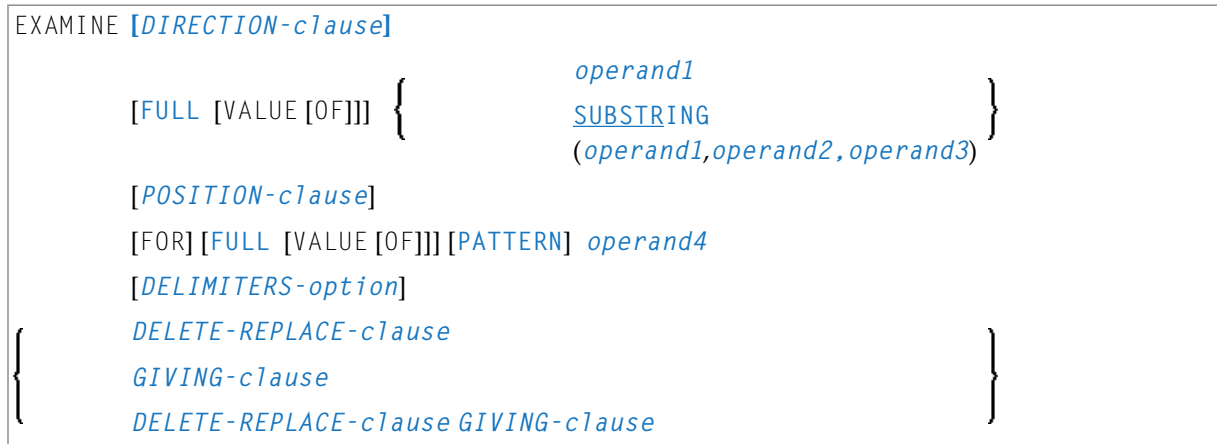 EXAMINE [DIRECTION-clause]
operand1
[FULL [VALUE [OF]]] {
SUBSTRING
}
(operand1,operand2,operand3)
[POSITION-clause]
[FOR] [FULL [VALUE [OF]]] [PATTERN] operand4
[DELIMITERS-option]
DELETE-REPLACE-clause
{ GIVING-clause }
DELETE-REPLACE-clause GIVING-clause